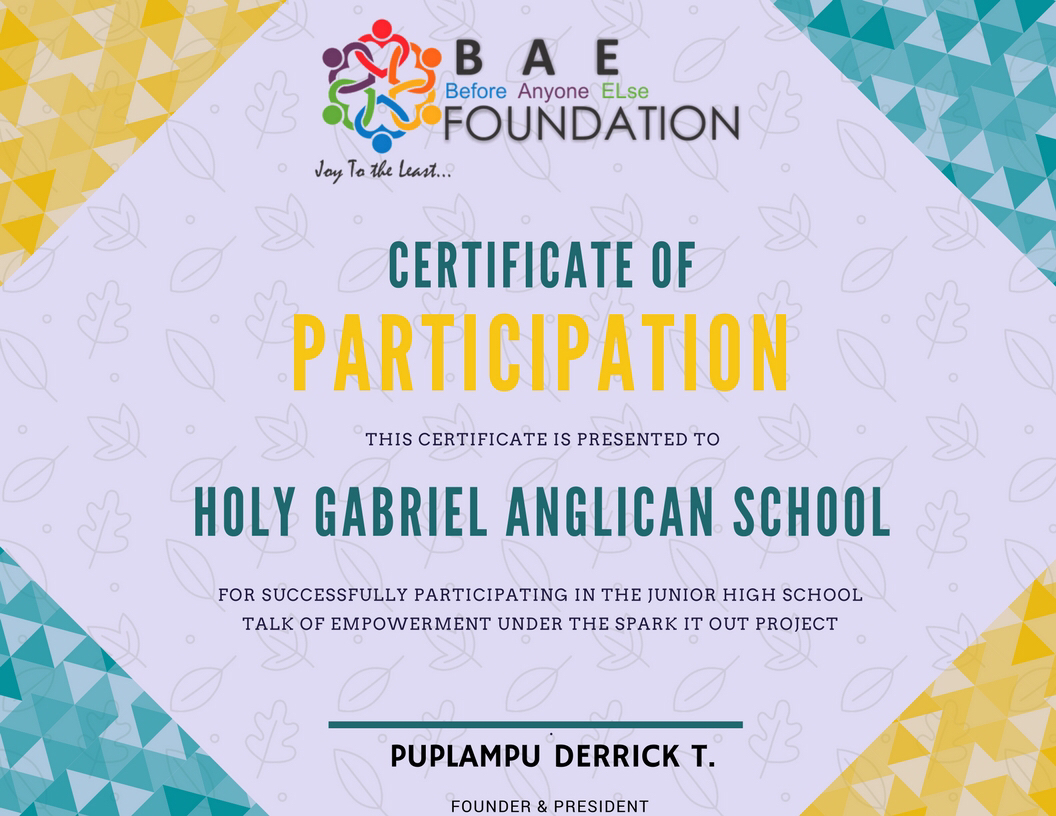 B A E
Before Anyone ELse
FOUNDATION
Joy To the Least...
CERTIFICATE OF
PARTICIPATION
THIS CERTIFICATE IS PRESENTED TO
HOLY GABRIEL ANGLICAN SCHOOL
FOR SUCCESSFULLY PARTICIPATING IN THE JUNIOR HIGH SCHOOL
TALK OF EMPOWERMENT UNDER THE SPARK IT OUT PROJECT
PUPLAMPU DERRICK T.
FOUNDER & PRESIDENT